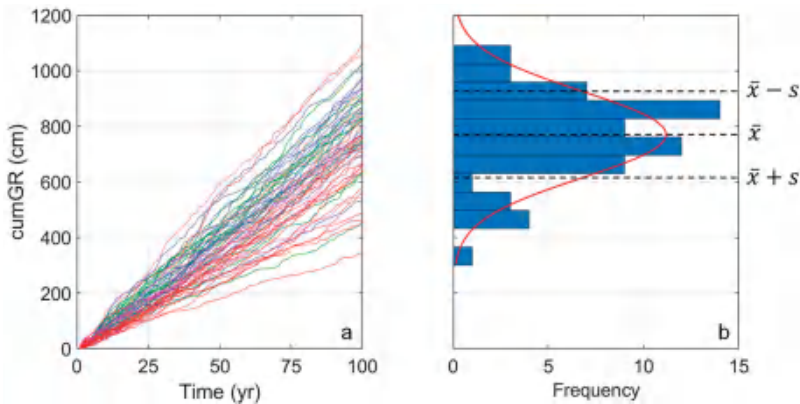 1200
1000
800
600
400
200
0
cumGR (cm)
0 25 50 75 100
Time (yr)
a
x̄ − s
x̄
x̄ + s
b
0 5 10 15
Frequency